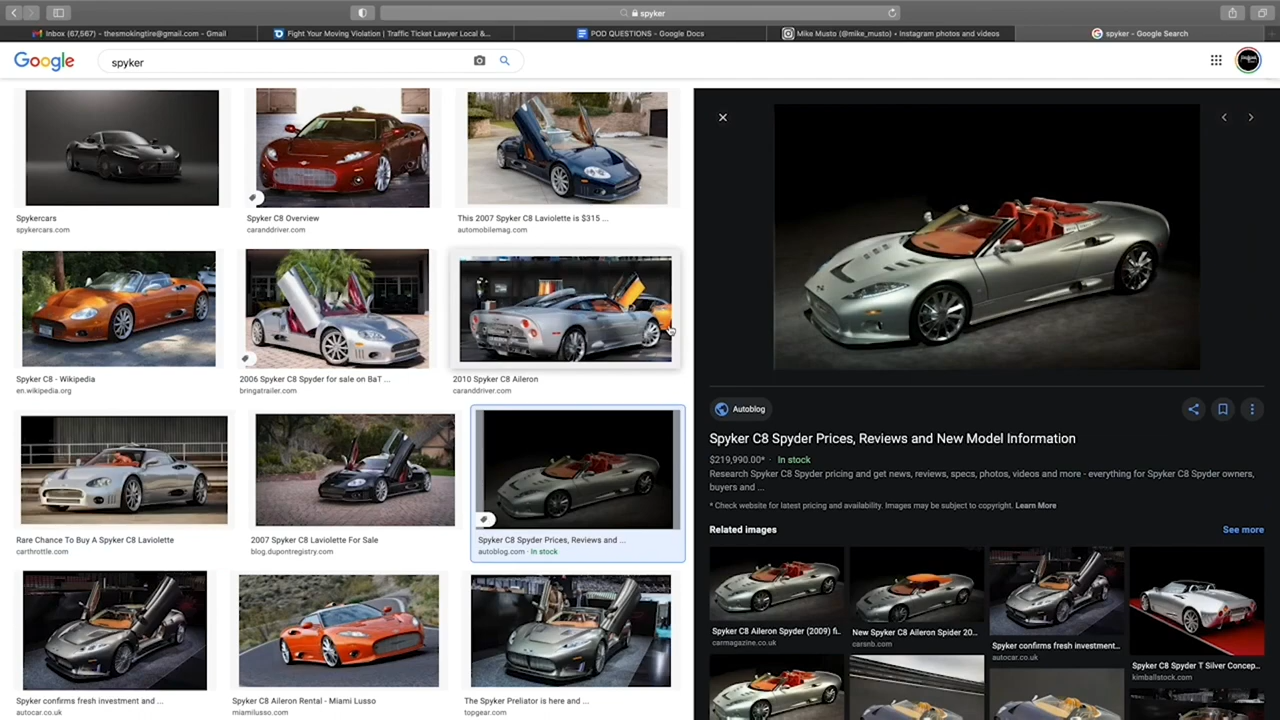 spyker
Inbox (67,567) - thesmokingtire@gmail.com - Gmail
Fight Your Moving Violation | Traffic Ticket Lawyer Local &...
POD QUESTIONS - Google Docs
Mike Musto (@mike_musto) • Instagram photos and videos
spyker - Google Search
Google
spyker
Spykercars
spykercars.com
Spyker C8 Overview
caranddriver.com
This 2007 Spyker C8 Laviolette is $315 ...
automobilemag.com
Spyker C8 - Wikipedia
en.wikipedia.org
2006 Spyker C8 Spyder for sale on BaT ...
bringatrailer.com
2010 Spyker C8 Aileron
caranddriver.com
Rare Chance To Buy A Spyker C8 Laviolette
carthrottle.com
2007 Spyker C8 Laviolette For Sale
blog.dupontregistry.com
Spyker C8 Spyder Prices, Reviews and ...
autoblog.com · In stock
Spyker confirms fresh investment and ...
autocar.co.uk
Spyker C8 Aileron Rental - Miami Lusso
miamilusso.com
The Spyker Preliator is here and ...
topgear.com
Autoblog
Spyker C8 Spyder Prices, Reviews and New Model Information
$219,990.00* · In stock
Research Spyker C8 Spyder pricing and get news, reviews, specs, photos, videos and more - everything for Spyker C8 Spyder owners,
buyers and ...
* Check website for latest pricing and availability. Images may be subject to copyright. Learn More
Related images
See more
Spyker C8 Aileron Spyder (2009) fi...
carmagazine.co.uk
New Spyker C8 Aileron Spider 20...
carsnb.com
Spyker confirms fresh investment...
autocar.co.uk
Spyker C8 Spyder T Silver Concep...
kimballstock.com